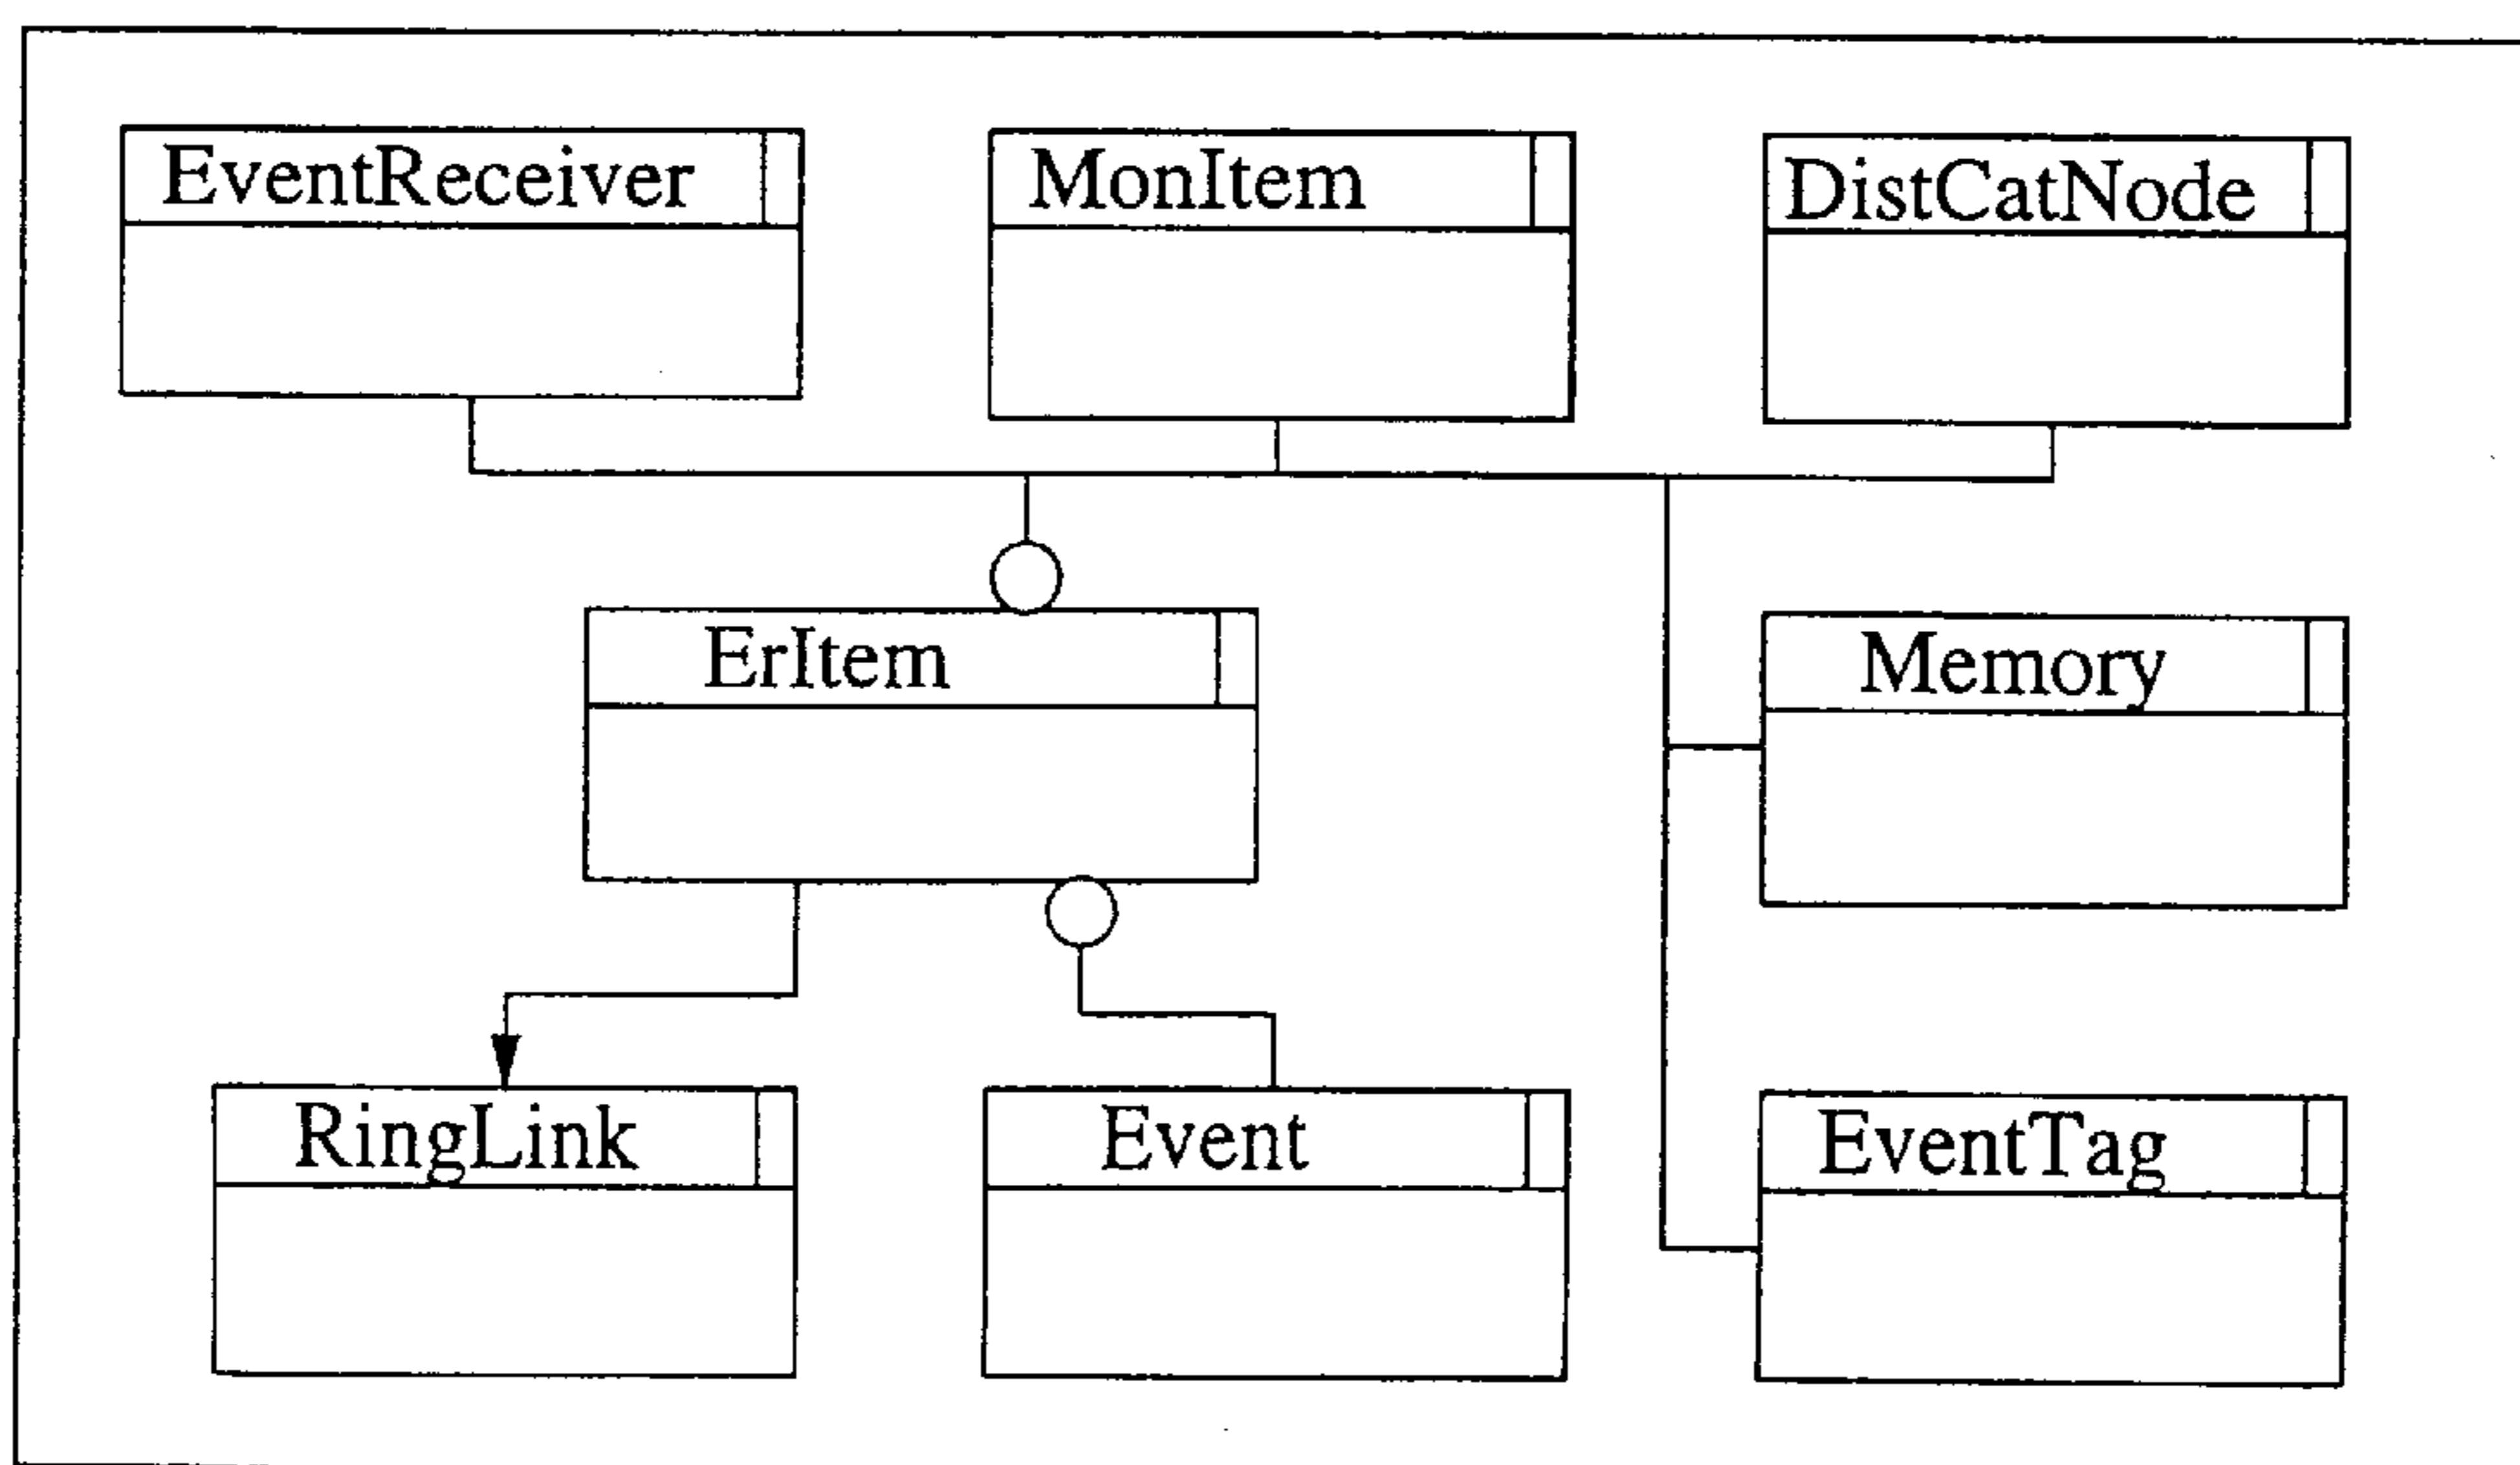 EventReceiver
MonItem
DistCatNode
ErItem
Memory
RingLink
Event
EventTag